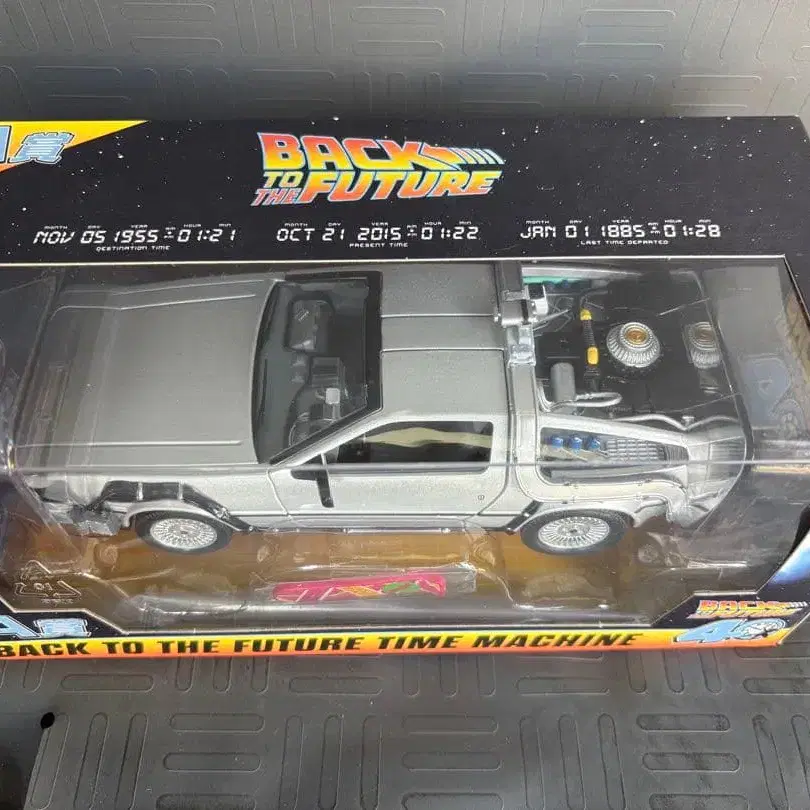 A賞
BACK TO THE FUTURE
MONTH DAY YEAR HOUR MIN
NOV 05 1955 01:21
DESTINATION TIME
MONTH DAY YEAR HOUR MIN
OCT 21 2015 01:22
PRESENT TIME
MONTH DAY YEAR AM HOUR MIN
JAN 01 1885 01:28
LAST TIME DEPARTED
A賞
BACK TO THE FUTURE TIME MACHINE
BACK TO THE FUTURE
40